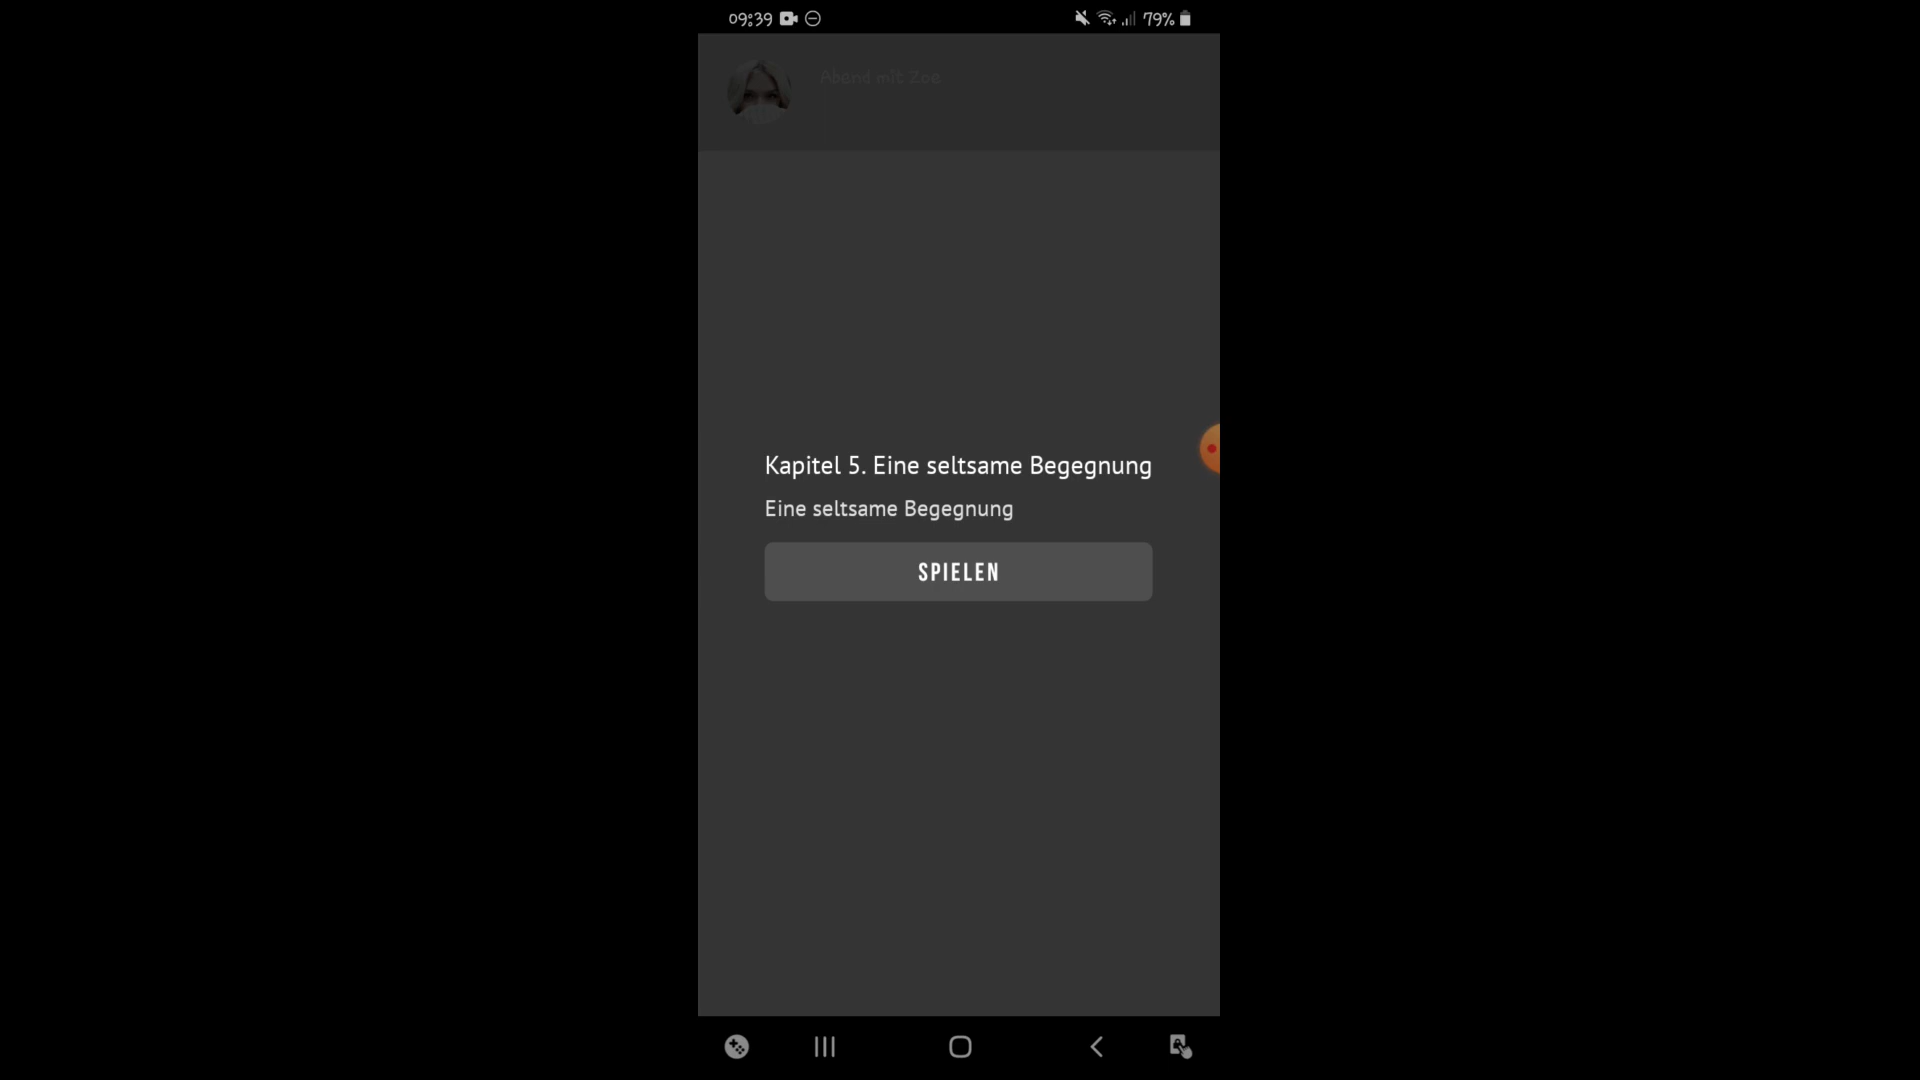 09:39
79%
Abend mit Zoe
Kapitel 5. Eine seltsame Begegnung
Eine seltsame Begegnung
SPIELEN